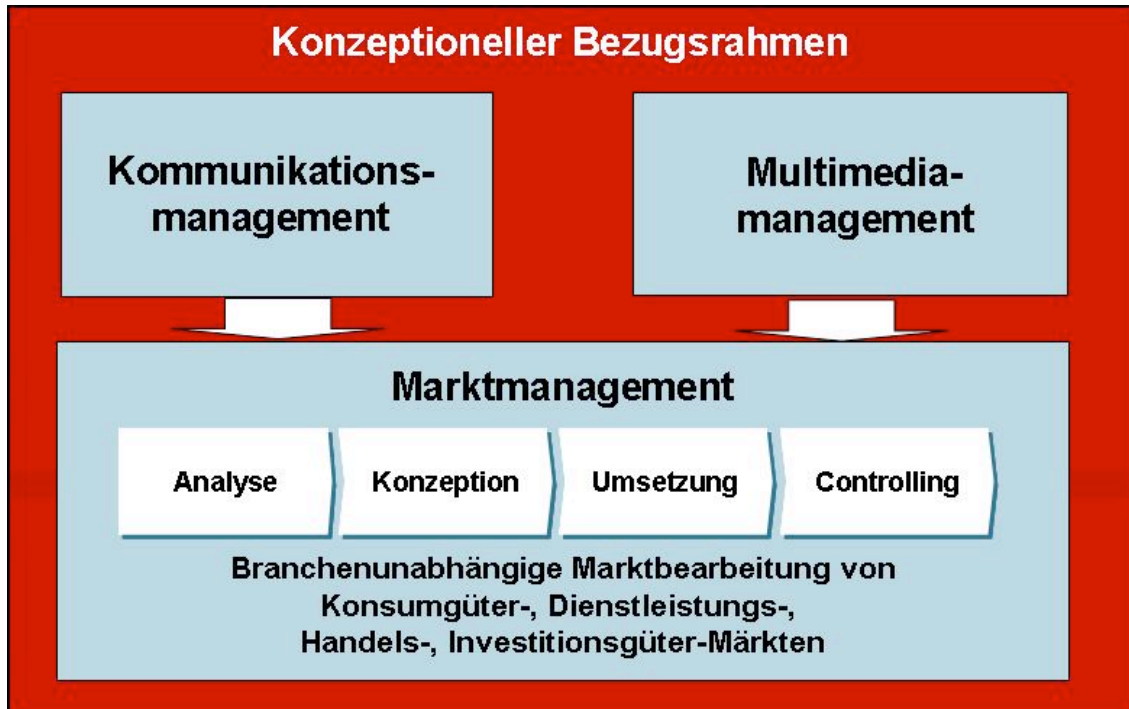 Konzeptioneller Bezugsrahmen
Kommunikations-
management
Multimedia-
management
Marktmanagement
Analyse
Konzeption
Umsetzung
Controlling
Branchenunabhängige Marktbearbeitung von
Konsumgüter-, Dienstleistungs-,
Handels-, Investitionsgüter-Märkten